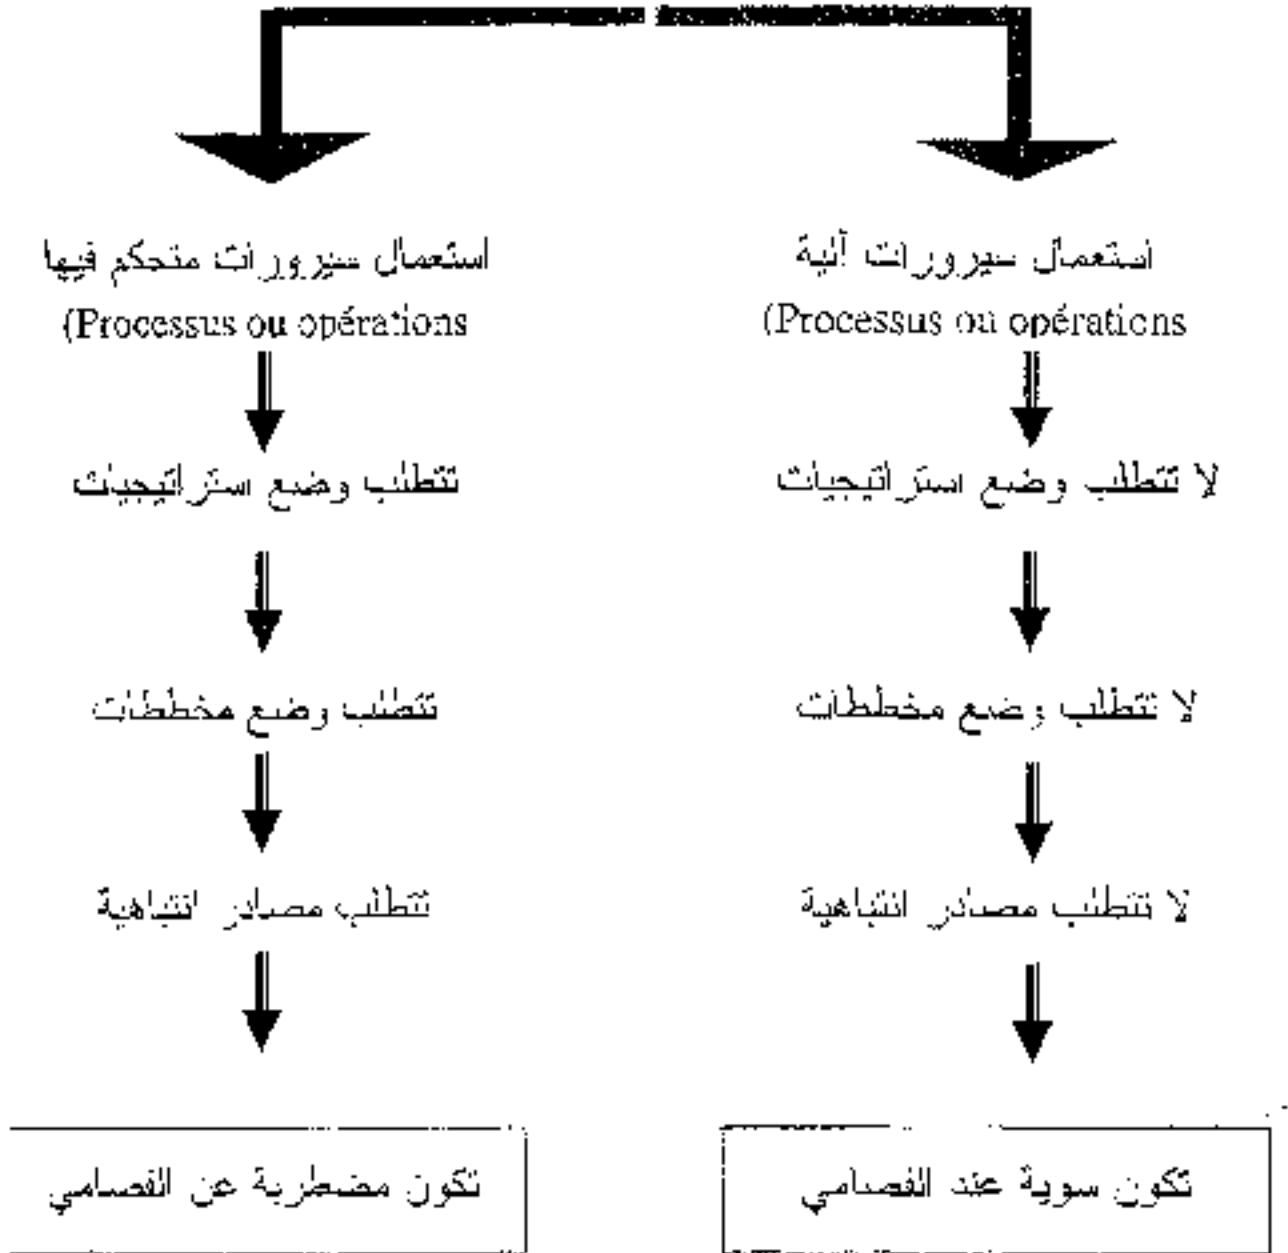 استعمال سيرورات آلية
(Processus ou opérations
لا تتطلب وضع استراتيجيات
لا تتطلب وضع مخططات
لا تتطلب مصادر انتباهية
تكون سوية عند الفصامي
استعمال سيرورات متحكم فيها
(Processus ou opérations
تتطلب وضع ستراتيجيات
تتطلب وضع مخططات
تتطلب مصادر انتباهية
تكون مضطربة عن الفصامي